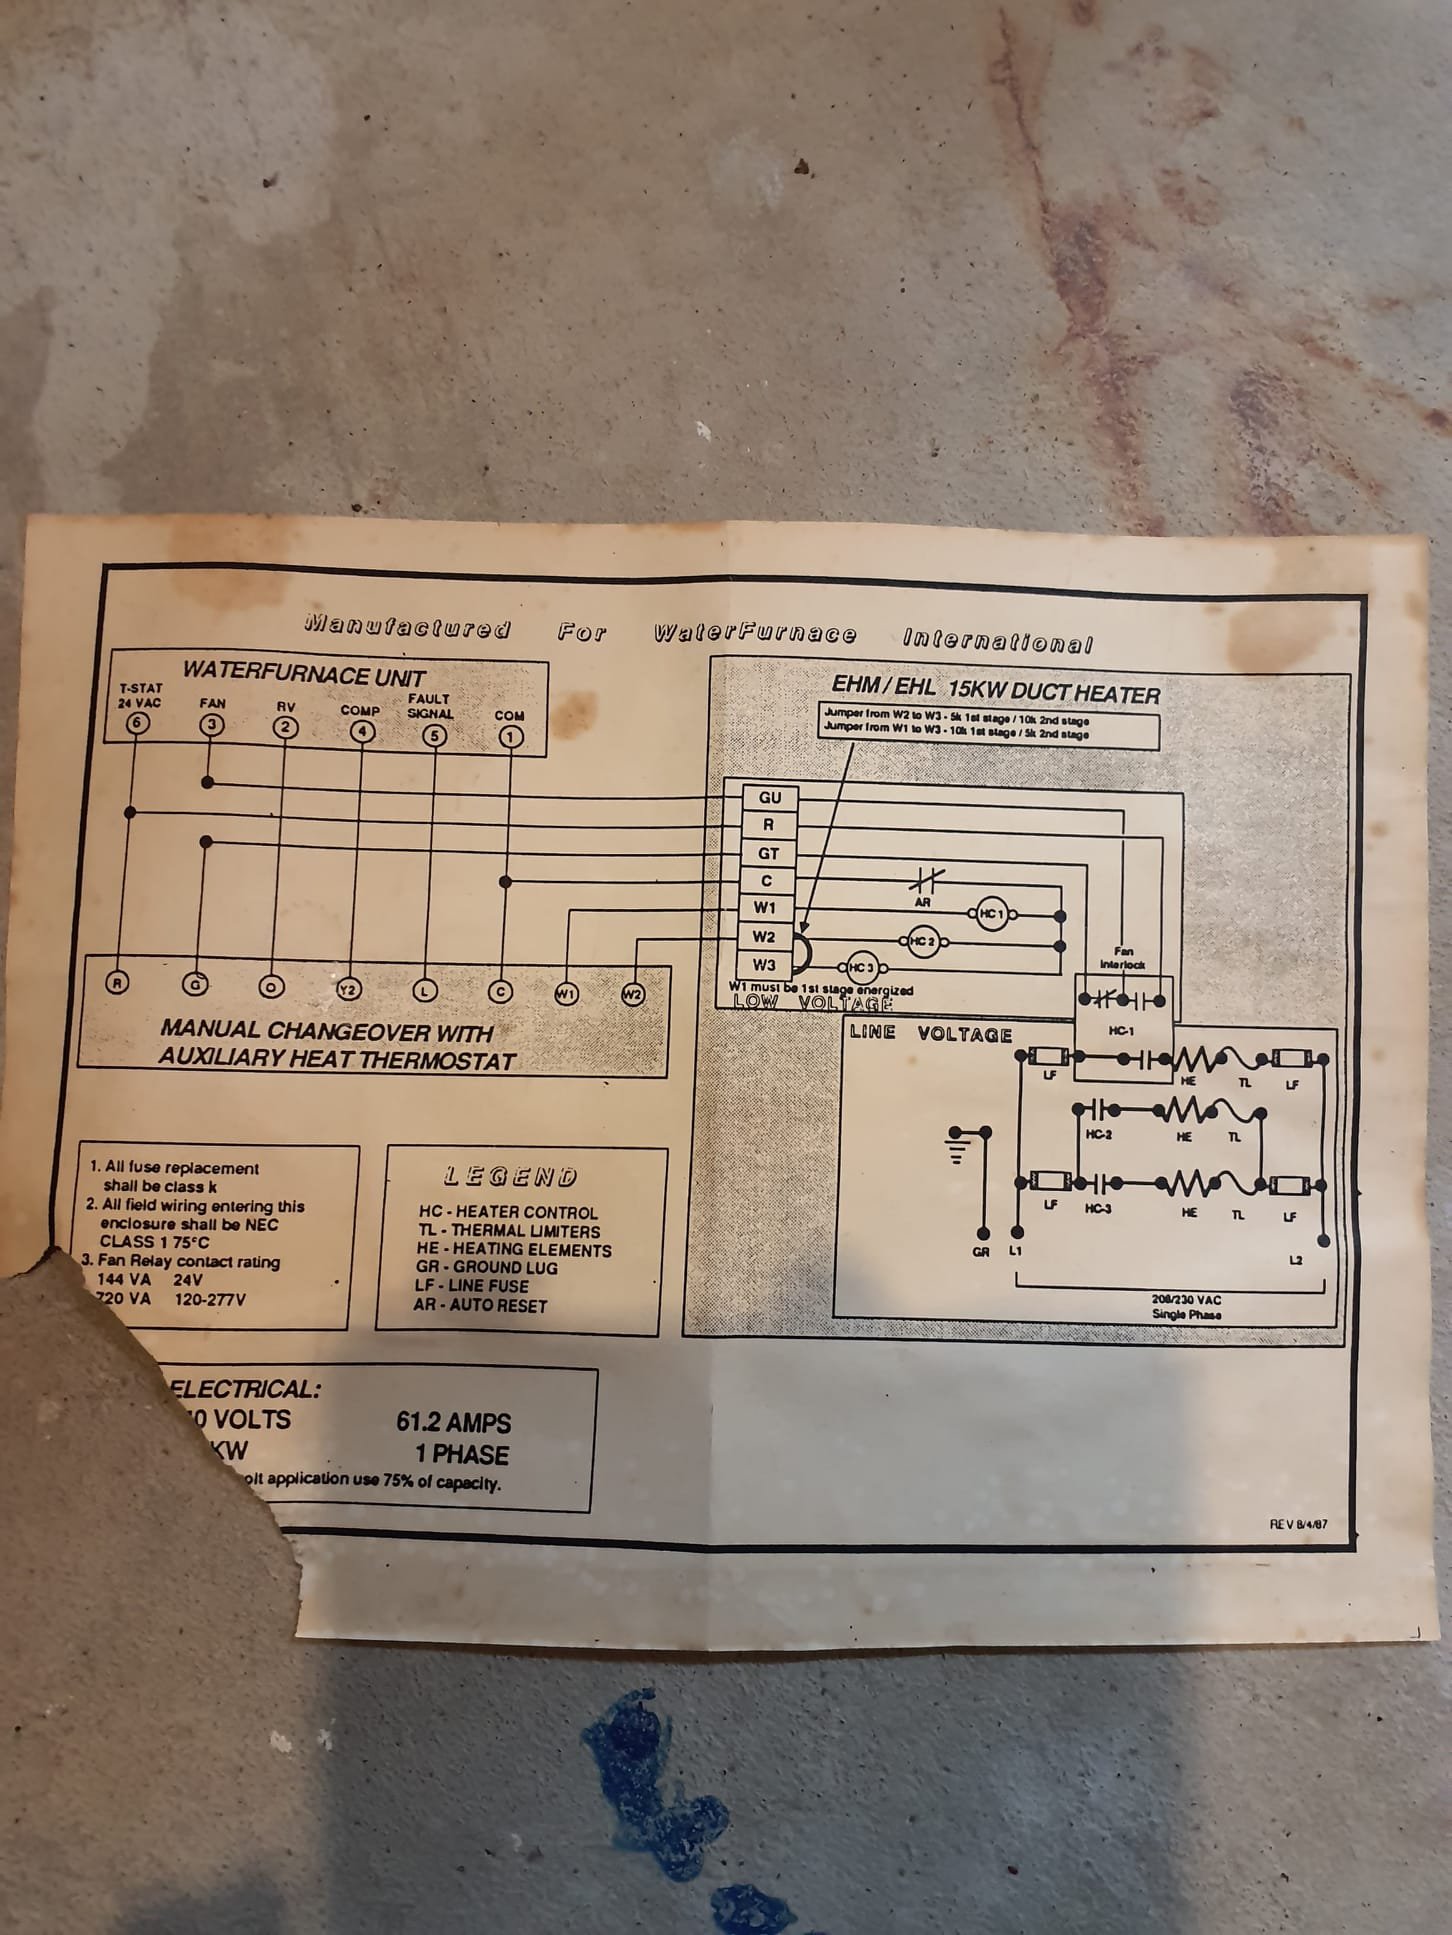 Manufactured For WaterFurnace International
WATERFURNACE UNIT
T-STAT
24 VAC
FAN
RV
COMP
FAULT
SIGNAL
COM
6
3
2
4
5
1
EHM / EHL 15KW DUCT HEATER
Jumper from W2 to W3 - 5k 1st stage / 10k 2nd stage
Jumper from W1 to W3 - 10k 1st stage / 5k 2nd stage
GU
R
GT
C
W1
W2
W3
AR
HC 1
HC 2
HC 3
Fan
Interlock
W1 must be 1st stage energized
LOW VOLTAGE
HC-1
R
G
O
Y2
L
C
W1
W2
MANUAL CHANGEOVER WITH
AUXILIARY HEAT THERMOSTAT
LINE VOLTAGE
LF
HE
TL
LF
HC-2
HE
TL
LF
HC-3
HE
TL
LF
GR
L1
L2
208/230 VAC
Single Phase
1. All fuse replacement
shall be class k
2. All field wiring entering this
enclosure shall be NEC
CLASS 1 75°C
3. Fan Relay contact rating
144 VA 24V
720 VA 120-277V
LEGEND
HC - HEATER CONTROL
TL - THERMAL LIMITERS
HE - HEATING ELEMENTS
GR - GROUND LUG
LF - LINE FUSE
AR - AUTO RESET
ELECTRICAL:
0 VOLTS 61.2 AMPS
KW 1 PHASE
olt application use 75% of capacity.
REV 8/4/87